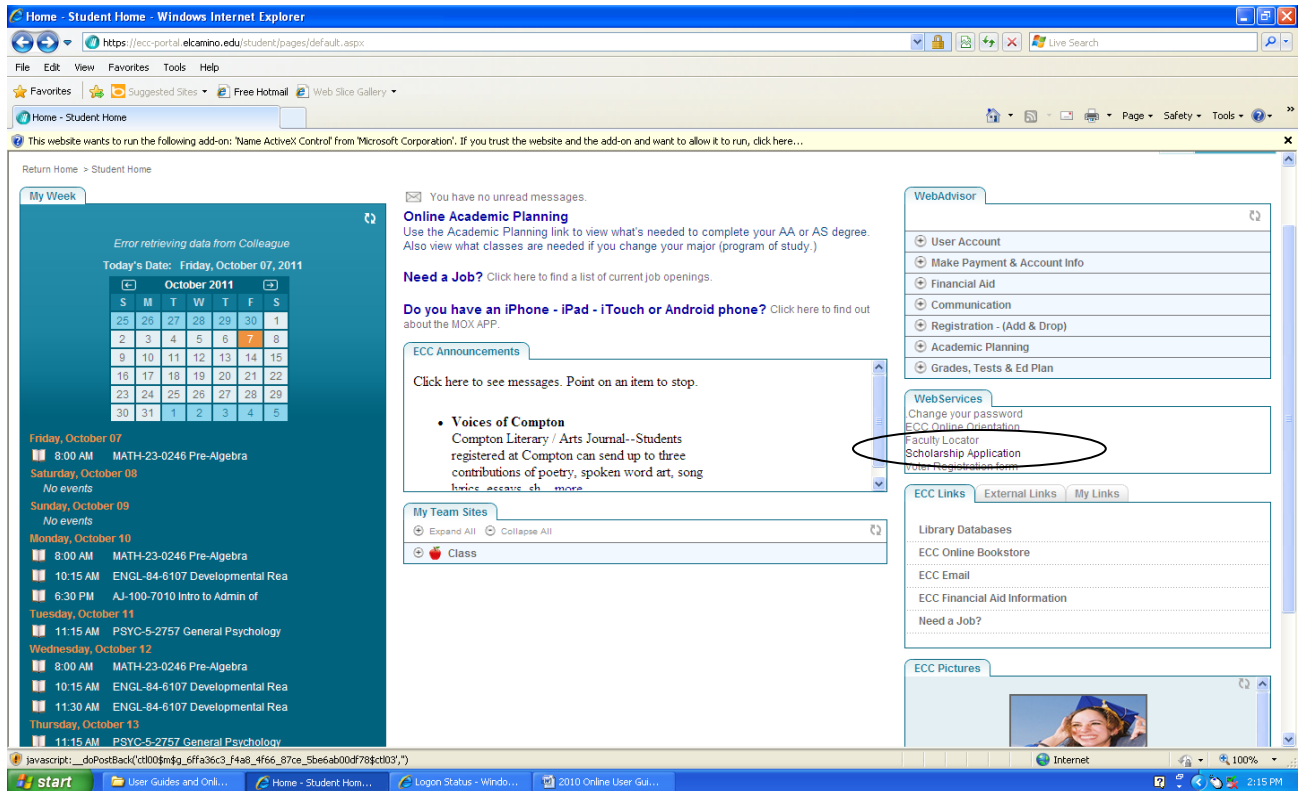 Home - Student Home - Windows Internet Explorer
https://ecc-portal.elcamino.edu/student/pages/default.aspx
Live Search
File Edit View Favorites Tools Help
Favorites Suggested Sites Free Hotmail Web Slice Gallery
Home - Student Home
Page Safety Tools
This website wants to run the following add-on: 'Name ActiveX Control' from 'Microsoft Corporation'. If you trust the website and the add-on and want to allow it to run, click here...
Return Home > Student Home
My Week
Error retrieving data from Colleague
Today's Date: Friday, October 07, 2011
October 2011
S M T W T F S
25 26 27 28 29 30 1
2 3 4 5 6 7 8
9 10 11 12 13 14 15
16 17 18 19 20 21 22
23 24 25 26 27 28 29
30 31 1 2 3 4 5
Friday, October 07
8:00 AM MATH-23-0246 Pre-Algebra
Saturday, October 08
No events
Sunday, October 09
No events
Monday, October 10
8:00 AM MATH-23-0246 Pre-Algebra
10:15 AM ENGL-84-6107 Developmental Rea
6:30 PM AJ-100-7010 Intro to Admin of
Tuesday, October 11
11:15 AM PSYC-5-2757 General Psychology
Wednesday, October 12
8:00 AM MATH-23-0246 Pre-Algebra
10:15 AM ENGL-84-6107 Developmental Rea
11:30 AM ENGL-84-6107 Developmental Rea
Thursday, October 13
11:15 AM PSYC-5-2757 General Psychology
You have no unread messages.
Online Academic Planning
Use the Academic Planning link to view what's needed to complete your AA or AS degree.
Also view what classes are needed if you change your major (program of study.)
Need a Job? Click here to find a list of current job openings.
Do you have an iPhone - iPad - iTouch or Android phone? Click here to find out
about the MOX APP.
ECC Announcements
Click here to see messages. Point on an item to stop.
• Voices of Compton
Compton Literary / Arts Journal--Students
registered at Compton can send up to three
contributions of poetry, spoken word art, song
lyrics, essays, sh... more
My Team Sites
Expand All Collapse All
Class
WebAdvisor
User Account
Make Payment & Account Info
Financial Aid
Communication
Registration - (Add & Drop)
Academic Planning
Grades, Tests & Ed Plan
WebServices
.Change your password
ECC Online Orientation
Faculty Locator
Scholarship Application
Voter Registration form
ECC Links External Links My Links
Library Databases
ECC Online Bookstore
ECC Email
ECC Financial Aid Information
Need a Job?
ECC Pictures
javascript:__doPostBack('ctl00$m$g_6ffa36c3_f4a8_4f66_87ce_5be6ab00df78$ctl03','')
Internet
100%
start
User Guides and Onli...
Home - Student Hom...
Logon Status - Windo...
2010 Online User Gui...
2:15 PM